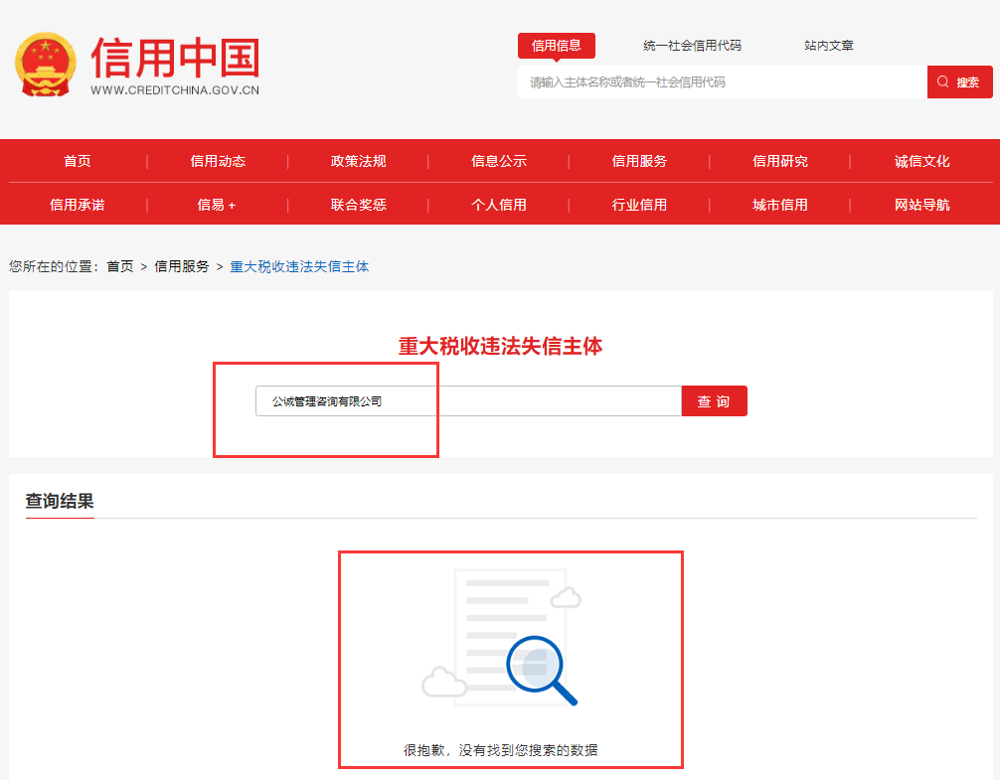 信用中国
WWW.CREDITCHINA.GOV.CN
信用信息 统一社会信用代码 站内文章
请输入主体名称或者统一社会信用代码 搜索
首页 | 信用动态 | 政策法规 | 信息公示 | 信用服务 | 信用研究 | 诚信文化
信用承诺 | 信易+ | 联合奖惩 | 个人信用 | 行业信用 | 城市信用 | 网站导航
您所在的位置：首页 > 信用服务 > 重大税收违法失信主体
重大税收违法失信主体
公诚管理咨询有限公司 查询
查询结果
很抱歉，没有找到您搜索的数据